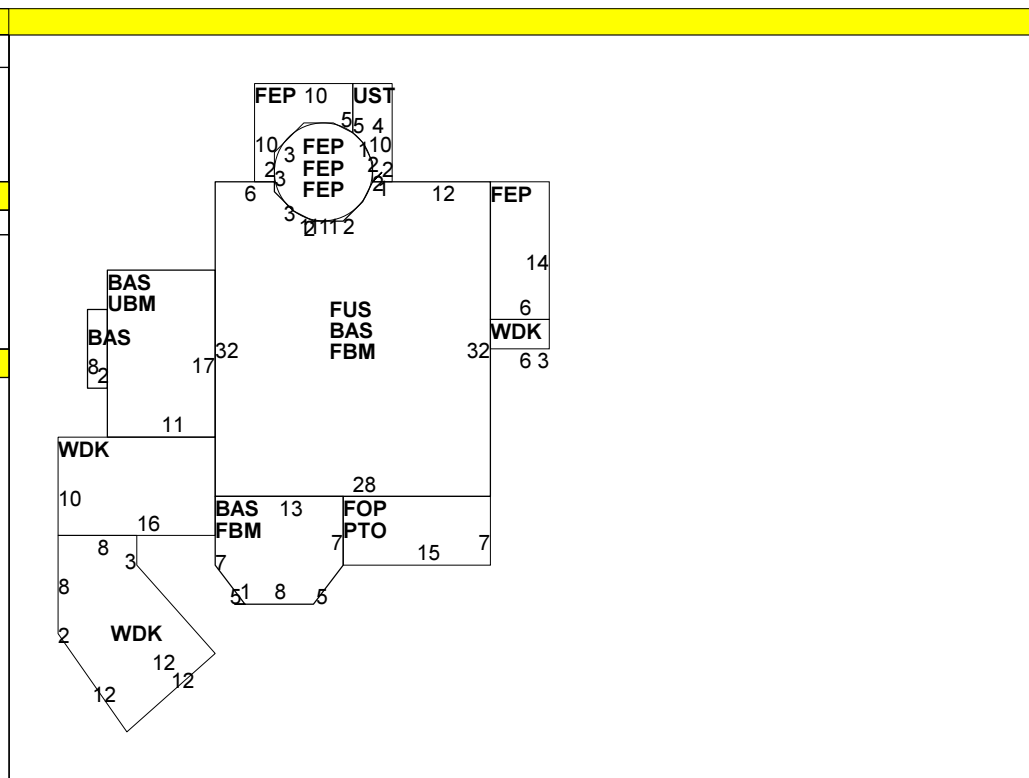 FEP 10 UST
5 5 4
10 3 FEP 1 10
2 FEP 2 2
3 FEP 2 1
6 12 FEP
3 2 1 1 1 2
14
BAS
UBM
FUS 6
BAS BAS WDK
8 2 17 32 FBM 32 6 3
11
WDK
28
10 BAS 13 FOP
FBM PTO
16
8 3 7 7 15 7
8 5 1 8 5
2 WDK
12
12 12